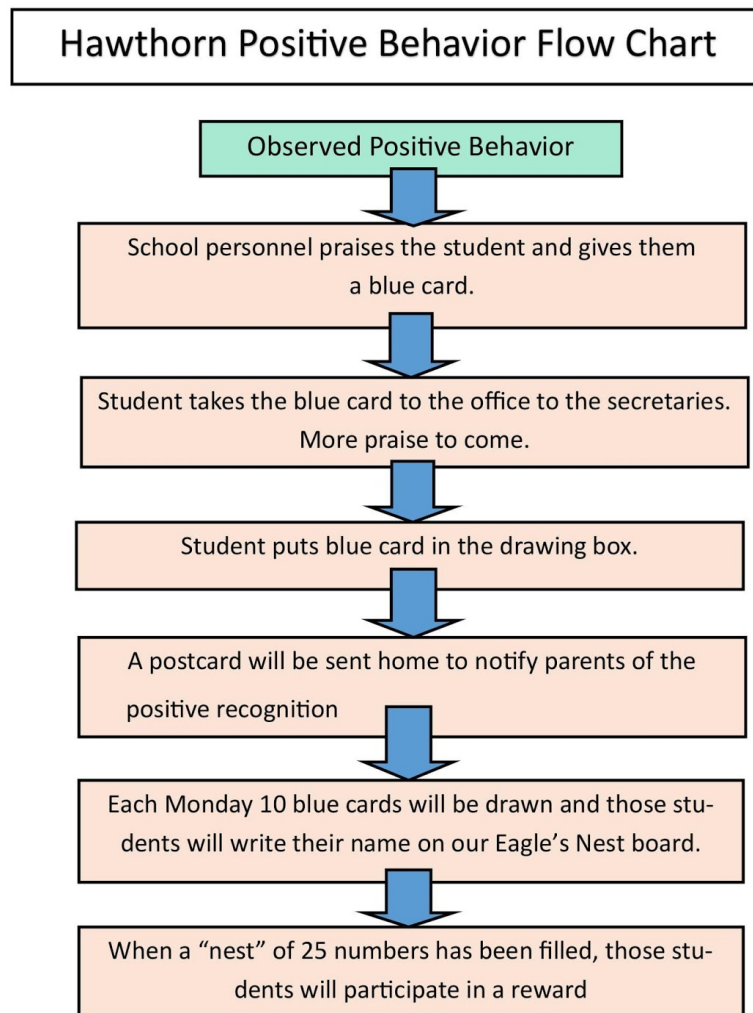 Hawthorn Positive Behavior Flow Chart
Observed Positive Behavior
School personnel praises the student and gives them
a blue card.
Student takes the blue card to the office to the secretaries.
More praise to come.
Student puts blue card in the drawing box.
A postcard will be sent home to notify parents of the
positive recognition
Each Monday 10 blue cards will be drawn and those stu-
dents will write their name on our Eagle’s Nest board.
When a “nest” of 25 numbers has been filled, those stu-
dents will participate in a reward